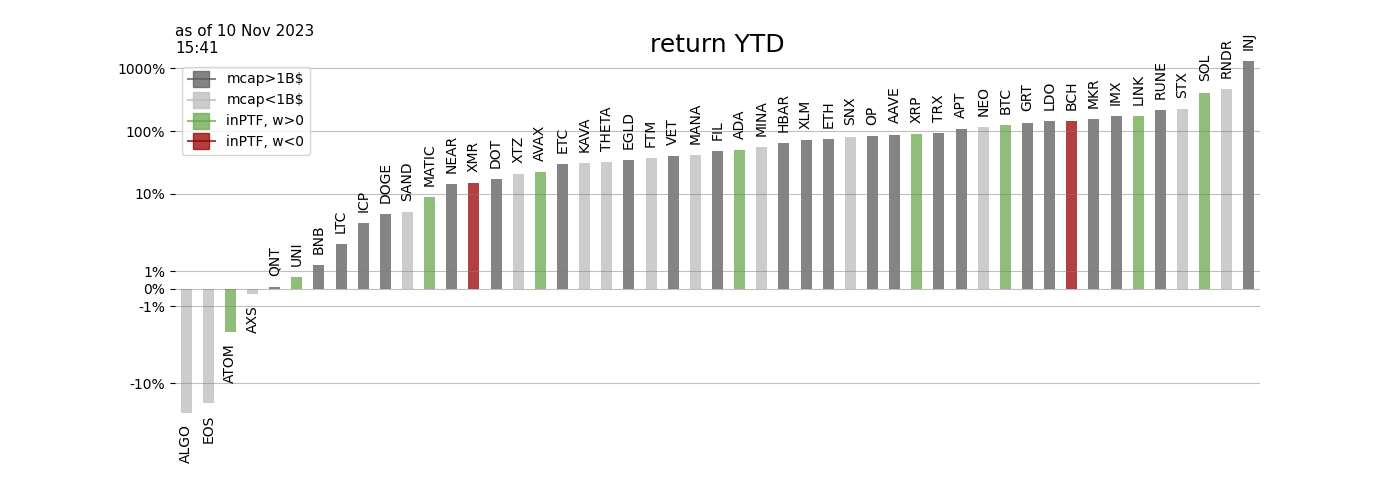 as of 10 Nov 2023
15:41
return YTD
1000%
100%
10%
1%
0%
-1%
-10%
mcap>1B$
mcap<1B$
inPTF, w>0
inPTF, w<0
ALGO
EOS
ATOM
AXS
QNT
UNI
BNB
LTC
ICP
DOGE
SAND
MATIC
NEAR
XMR
DOT
XTZ
AVAX
ETC
KAVA
THETA
EGLD
FTM
VET
MANA
FIL
ADA
MINA
HBAR
XLM
ETH
SNX
OP
AAVE
XRP
TRX
APT
NEO
BTC
GRT
LDO
BCH
MKR
IMX
LINK
RUNE
STX
SOL
RNDR
INJ